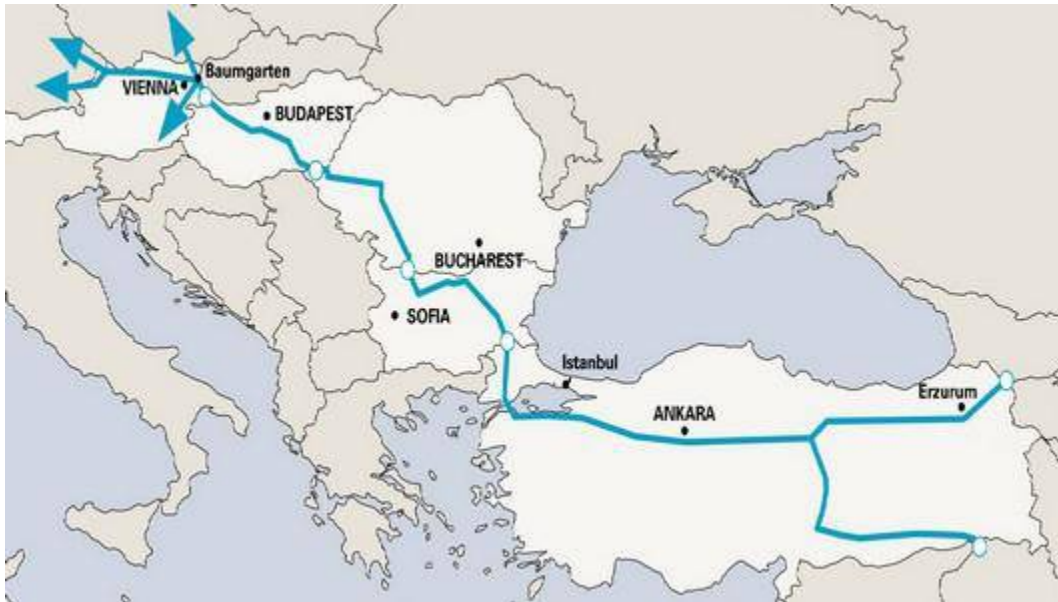 Baumgarten
VIENNA
BUDAPEST
BUCHAREST
SOFIA
Istanbul
ANKARA
Erzurum